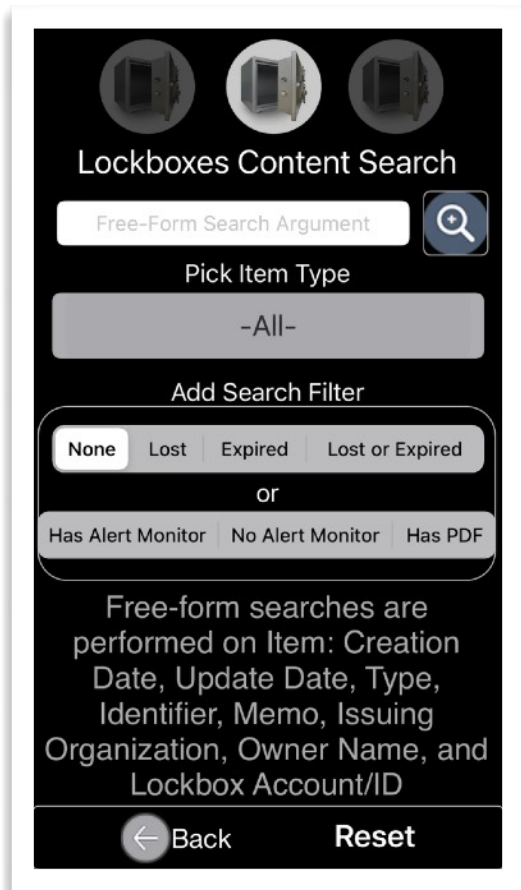 Lockboxes Content Search
Free-Form Search Argument
Pick Item Type
-All-
Add Search Filter
None Lost Expired Lost or Expired
or
Has Alert Monitor No Alert Monitor Has PDF
Free-form searches are
performed on Item: Creation
Date, Update Date, Type,
Identifier, Memo, Issuing
Organization, Owner Name, and
Lockbox Account/ID
Back Reset